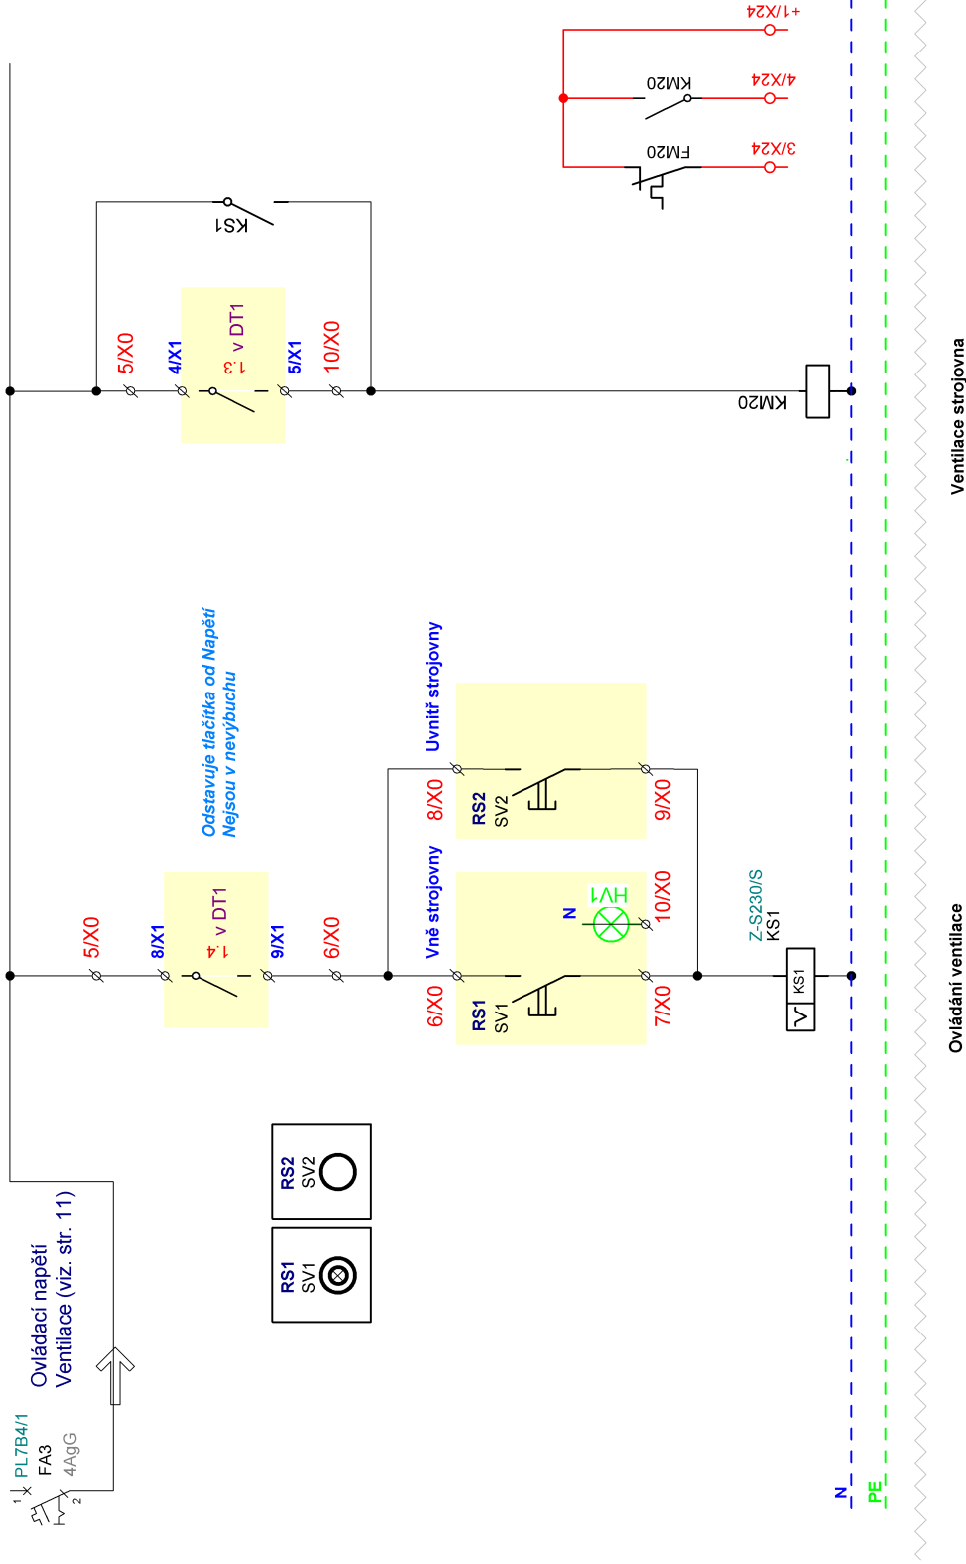 1
2
PL7B4/1
FA3
4AgG
Ovládací napětí
Ventilace (viz. str. 11)
RS1
SV1
RS2
SV2
5/X0
8/X1
1.4 v DT1
9/X1
6/X0
Odstavuje tlačítka od Napětí
Nejsou v nevýbuchu
6/X0
Vně strojovny
RS1
SV1
N
HV1
7/X0
10/X0
8/X0
Uvnitř strojovny
RS2
SV2
9/X0
Z-S230/S
KS1
KS1
5/X0
4/X1
1.3 v DT1
5/X1
10/X0
KS1
KM20
FM20
3/X24
KM20
4/X24
+1/X24
N
PE
Ovládání ventilace
Ventilace strojovna